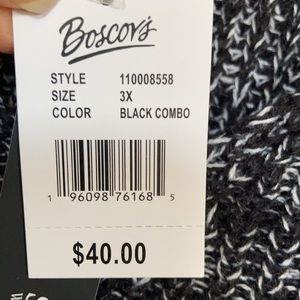 Boscov's
STYLE 110008558
SIZE 3X
COLOR BLACK COMBO
1 96098 76168 5
$40.00